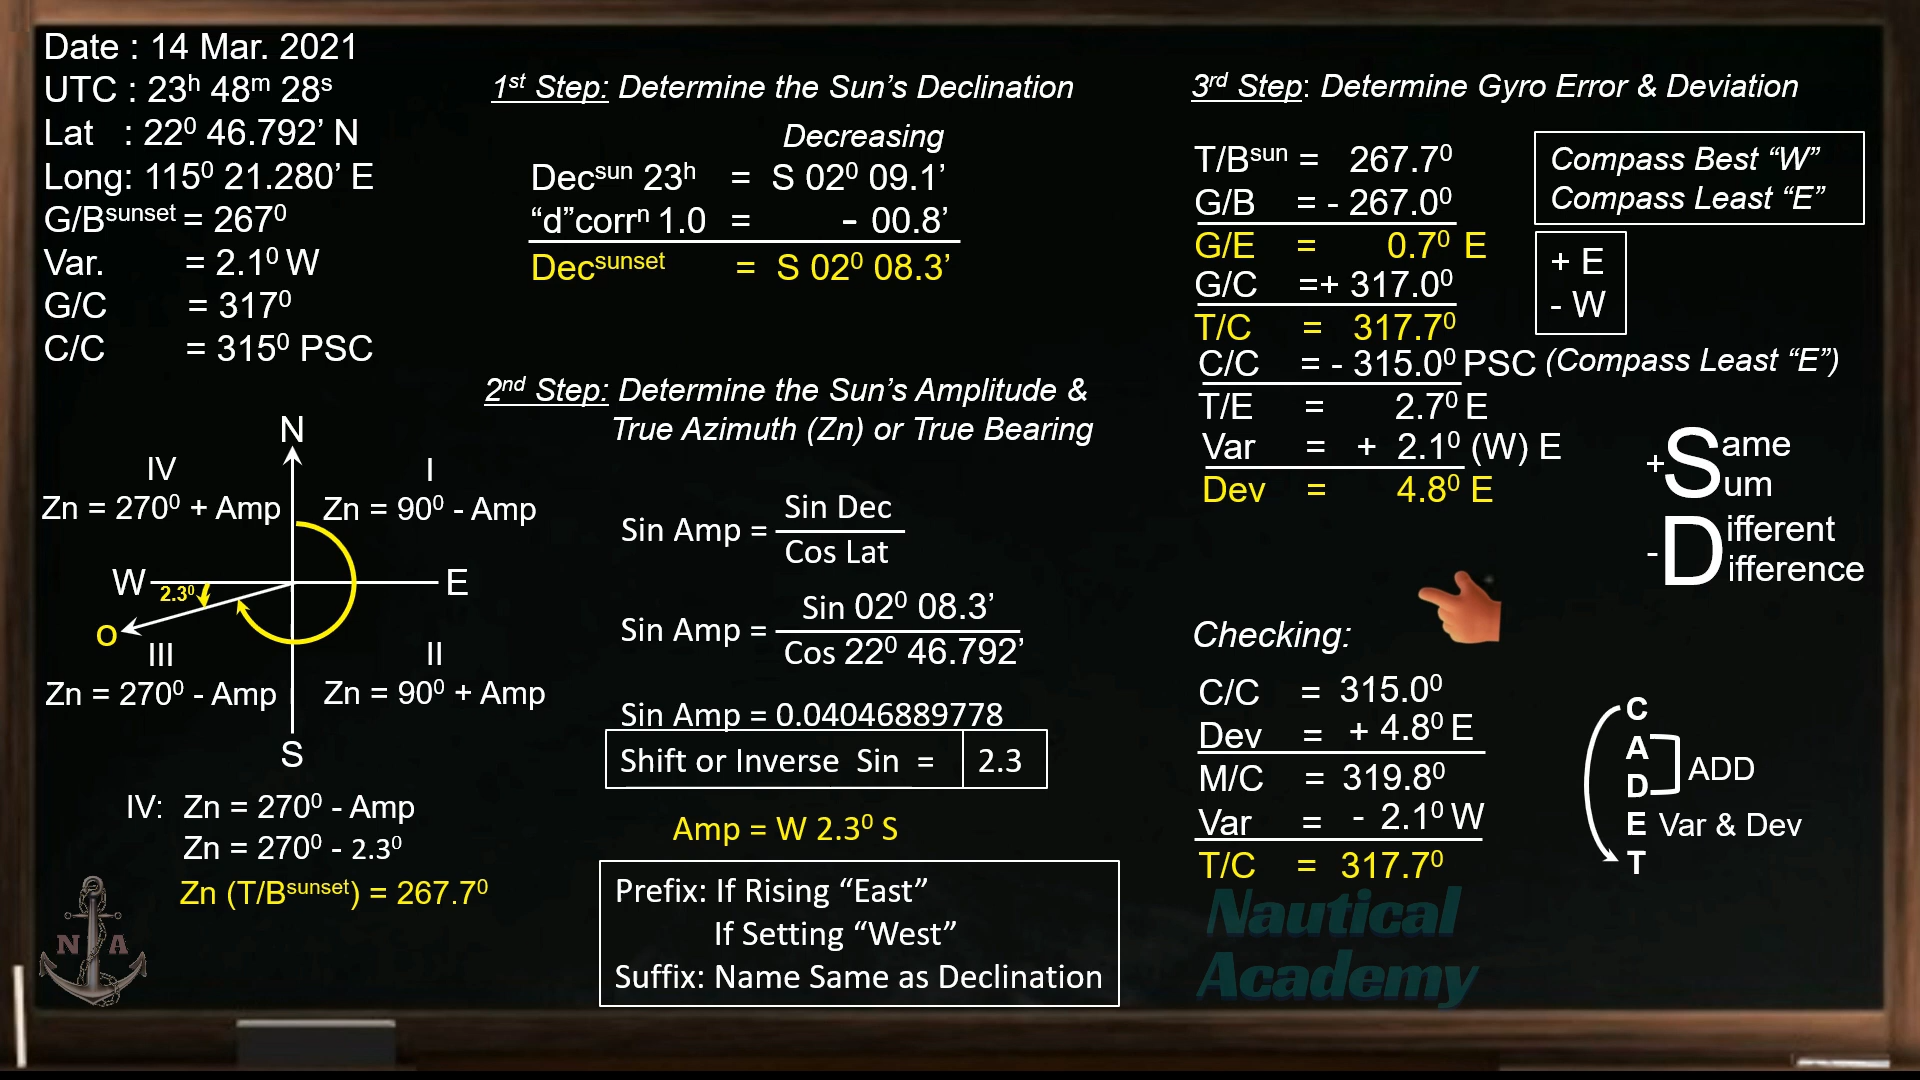 Date : 14 Mar. 2021
UTC : 23ʰ 48ᵐ 28ˢ
Lat : 22⁰ 46.792’ N
Long: 115⁰ 21.280’ E
G/Bsunset = 267⁰
Var. = 2.1⁰ W
G/C = 317⁰
C/C = 315⁰ PSC
N
IV
I
Zn = 270⁰ + Amp
Zn = 90⁰ - Amp
W
2.3⁰
E
O
III
II
Zn = 270⁰ - Amp
Zn = 90⁰ + Amp
S
IV: Zn = 270⁰ - Amp
Zn = 270⁰ - 2.3⁰
Zn (T/Bsunset) = 267.7⁰
N A
1st Step: Determine the Sun’s Declination
Decreasing
Decsun 23ʰ = S 02⁰ 09.1’
“d”corrⁿ 1.0 = - 00.8’
Decsunset = S 02⁰ 08.3’
2nd Step: Determine the Sun’s Amplitude &
True Azimuth (Zn) or True Bearing
Sin Amp = Sin Dec
Cos Lat
Sin Amp = Sin 02⁰ 08.3’
Cos 22⁰ 46.792’
Sin Amp = 0.04046889778
Shift or Inverse Sin = 2.3
Amp = W 2.3⁰ S
Prefix: If Rising “East”
If Setting “West”
Suffix: Name Same as Declination
3rd Step: Determine Gyro Error & Deviation
T/Bsun = 267.7⁰
G/B = - 267.0⁰
G/E = 0.7⁰ E
G/C =+ 317.0⁰
T/C = 317.7⁰
C/C = - 315.0⁰ PSC (Compass Least “E”)
T/E = 2.7⁰ E
Var = + 2.1⁰ (W) E
Dev = 4.8⁰ E
Compass Best “W”
Compass Least “E”
+ E
- W
+Same
Sum
-Different
Difference
Checking:
C/C = 315.0⁰
Dev = + 4.8⁰ E
M/C = 319.8⁰
Var = - 2.1⁰ W
T/C = 317.7⁰
C
A
D ADD
E Var & Dev
T
Nautical
Academy